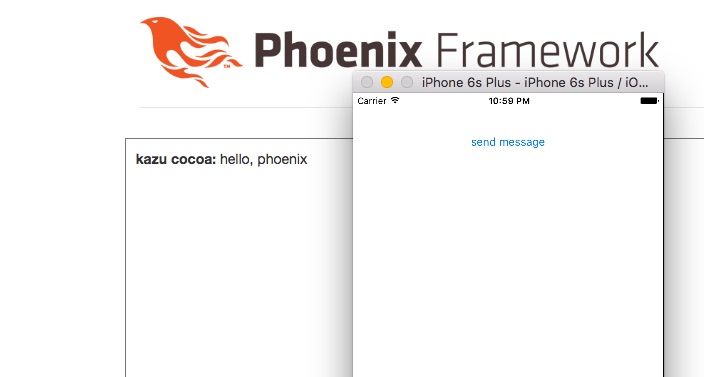 Phoenix Framework
TM
iPhone 6s Plus - iPhone 6s Plus / iO...
Carrier 10:59 PM
send message
kazu cocoa: hello, phoenix